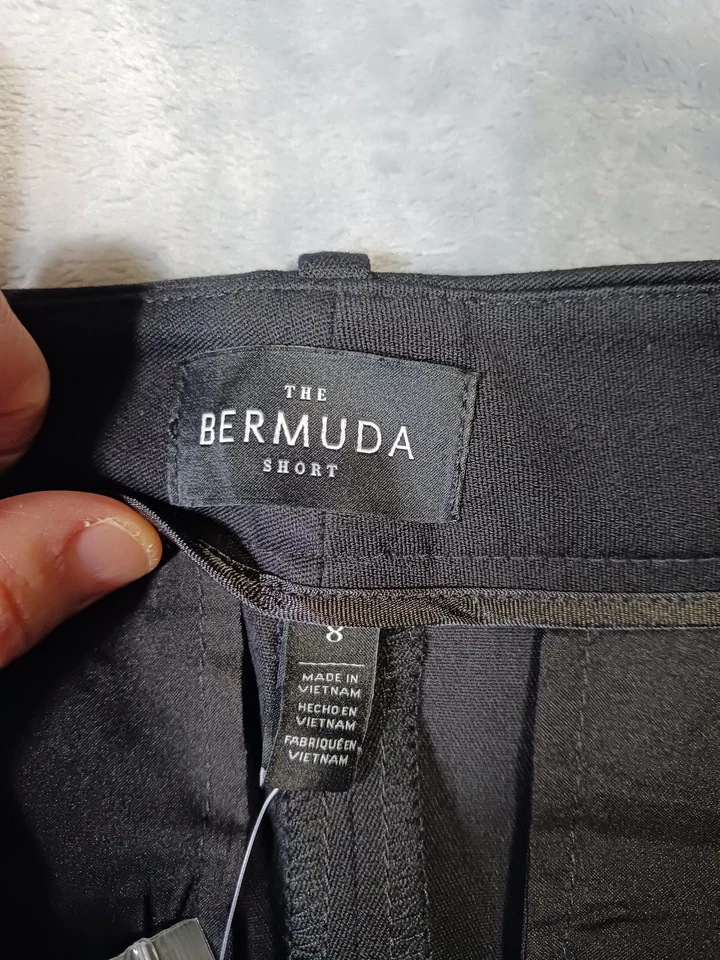 THE
BERMUDA
SHORT
8
MADE IN
VIETNAM
HECHO EN
VIETNAM
FABRIQUÉ EN
VIETNAM